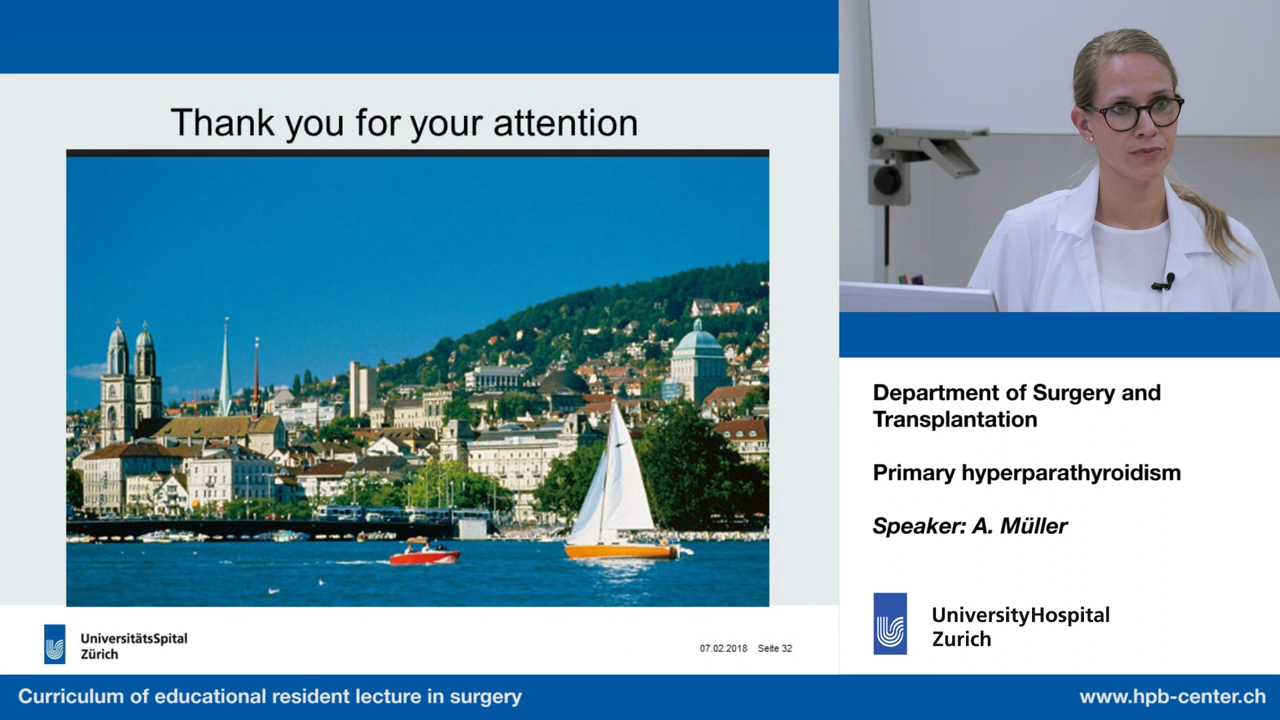 Thank you for your attention
UniversitätsSpital
Zürich
07.02.2018 Seite 32
Department of Surgery and
Transplantation
Primary hyperparathyroidism
Speaker: A. Müller
UniversityHospital
Zurich
Curriculum of educational resident lecture in surgery
www.hpb-center.ch